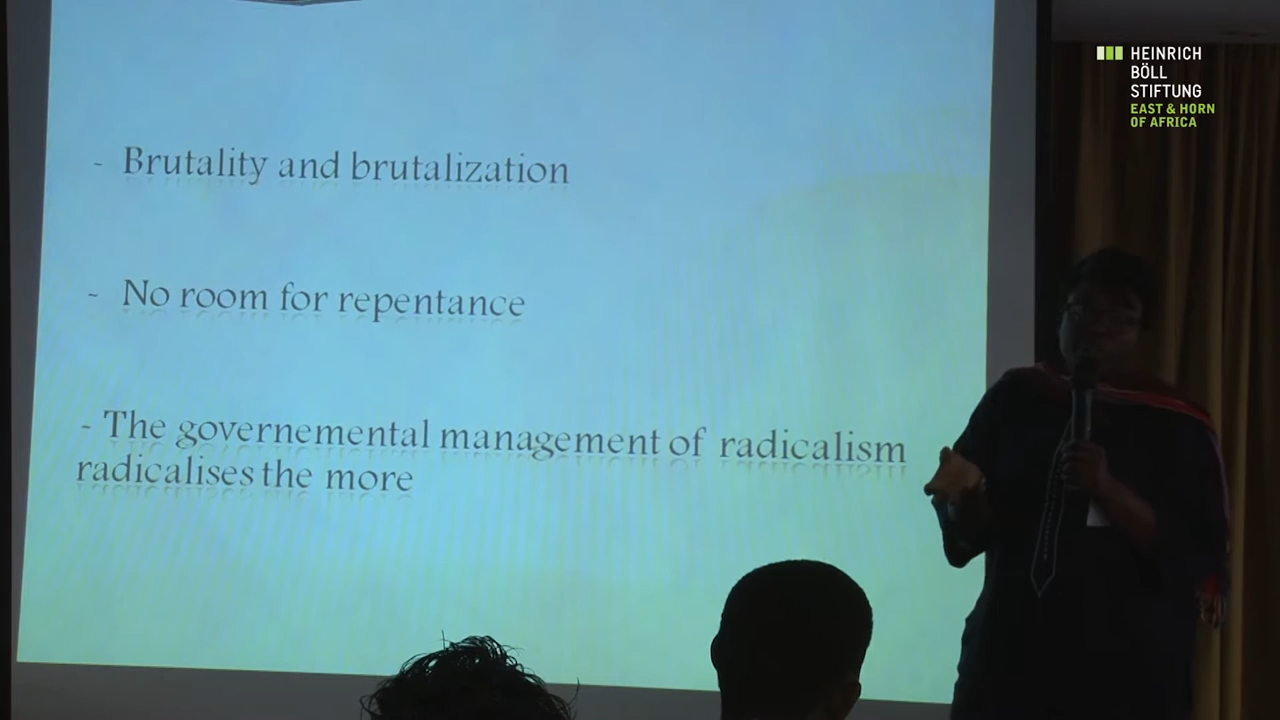 - Brutality and brutalization
- No room for repentance
- The governemental management of radicalism
radicalises the more
HEINRICH
BÖLL
STIFTUNG
EAST & HORN
OF AFRICA